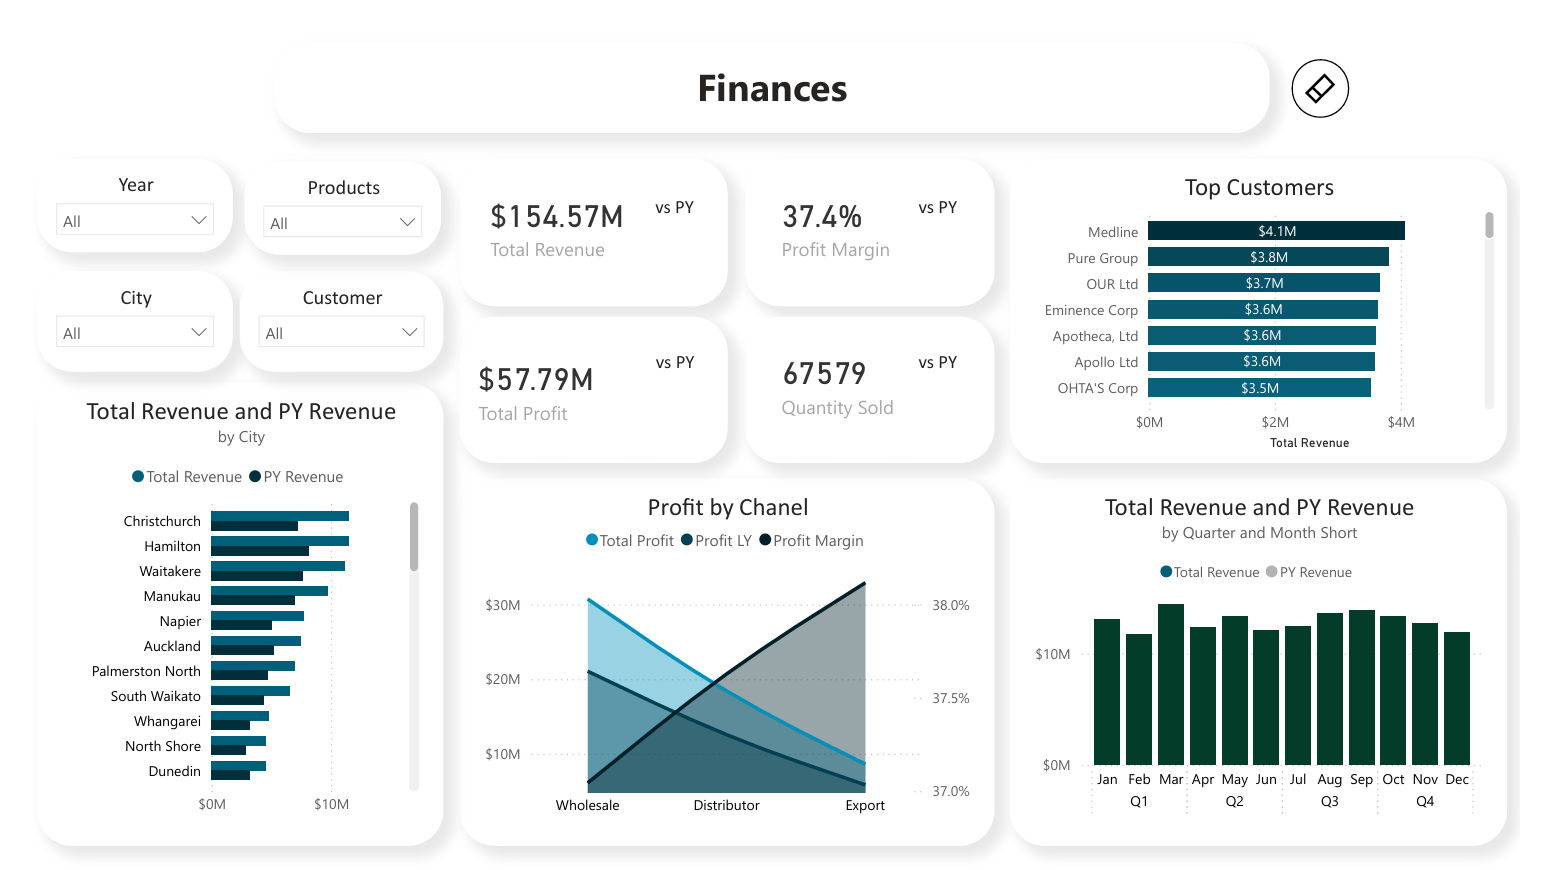 Finances
Year
All
Products
All
City
All
Customer
All
$154.57M
vs PY
Total Revenue
37.4%
vs PY
Profit Margin
$57.79M
vs PY
Total Profit
67579
vs PY
Quantity Sold
Top Customers
Medline $4.1M
Pure Group $3.8M
OUR Ltd $3.7M
Eminence Corp $3.6M
Apotheca, Ltd $3.6M
Apollo Ltd $3.6M
OHTA'S Corp $3.5M
$0M $2M $4M
Total Revenue
Total Revenue and PY Revenue
by City
Total Revenue PY Revenue
Christchurch
Hamilton
Waitakere
Manukau
Napier
Auckland
Palmerston North
South Waikato
Whangarei
North Shore
Dunedin
$0M $10M
Profit by Chanel
Total Profit Profit LY Profit Margin
$30M 38.0%
$20M
37.5%
$10M
37.0%
Wholesale Distributor Export
Total Revenue and PY Revenue
by Quarter and Month Short
Total Revenue PY Revenue
$10M
$0M
Jan Feb Mar Apr May Jun Jul Aug Sep Oct Nov Dec
Q1 Q2 Q3 Q4